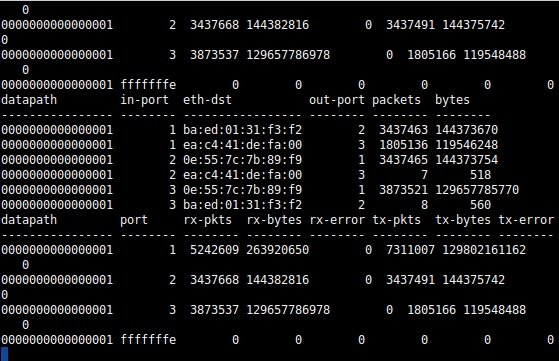 0
0000000000000001 2 3437668 144382816 0 3437491 144375742
0
0000000000000001 3 3873537 129657786978 0 1805166 119548488
0
0000000000000001 fffffffe 0 0 0 0 0 0
datapath in-port eth-dst out-port packets bytes
---------------- -------- ----------------- -------- -------- --------
0000000000000001 1 ba:ed:01:31:f3:f2 2 3437463 144373670
0000000000000001 1 ea:c4:41:de:fa:00 3 1805136 119546248
0000000000000001 2 0e:55:7c:7b:89:f9 1 3437465 144373754
0000000000000001 2 ea:c4:41:de:fa:00 3 7 518
0000000000000001 3 0e:55:7c:7b:89:f9 1 3873521 129657785770
0000000000000001 3 ba:ed:01:31:f3:f2 2 8 560
datapath port rx-pkts rx-bytes rx-error tx-pkts tx-bytes tx-error
---------------- -------- -------- -------- -------- -------- -------- --------
0000000000000001 1 5242609 263920650 0 7311007 129802161162
0
0000000000000001 2 3437668 144382816 0 3437491 144375742
0
0000000000000001 3 3873537 129657786978 0 1805166 119548488
0
0000000000000001 fffffffe 0 0 0 0 0 0